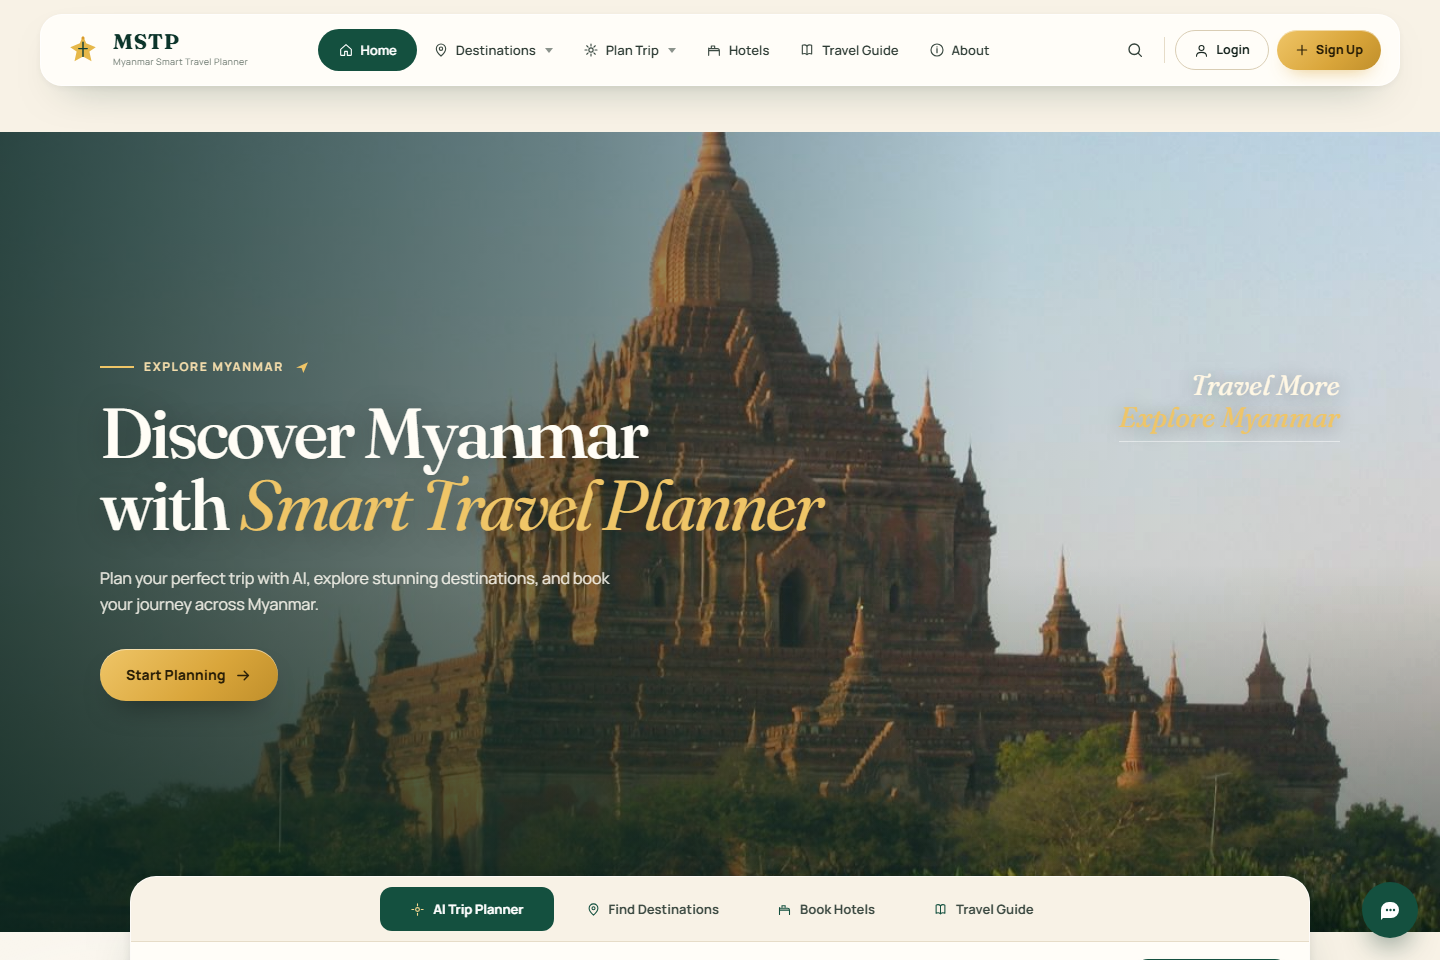 MSTP
Myanmar Smart Travel Planner
Home
Destinations
Plan Trip
Hotels
Travel Guide
About
Login
Sign Up
EXPLORE MYANMAR
Discover Myanmar
with Smart Travel Planner
Plan your perfect trip with AI, explore stunning destinations, and book
your journey across Myanmar.
Start Planning
Travel More
Explore Myanmar
AI Trip Planner
Find Destinations
Book Hotels
Travel Guide